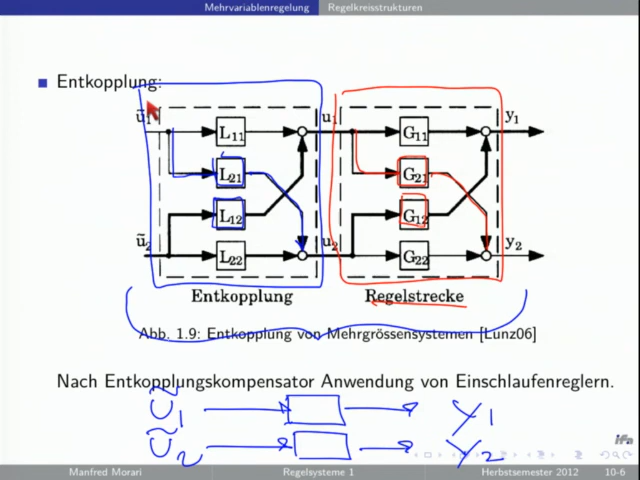 Mehrvariablenregelung Regelkreisstrukturen
Entkopplung:
ũ₁ L₁₁ u₁ G₁₁ y₁
L₂₁ G₂₁
L₁₂ G₁₂
ũ₂ L₂₂ u₂ G₂₂ y₂
Entkopplung Regelstrecke
Abb. 1.9: Entkopplung von Mehrgrössensystemen [Lunz06]
Nach Entkopplungskompensator Anwendung von Einschlaufenreglern.
Ũ₁ Y₁
Ũ₂ Y₂
ifa
Manfred Morari Regelsysteme 1 Herbstsemester 2012 10-6